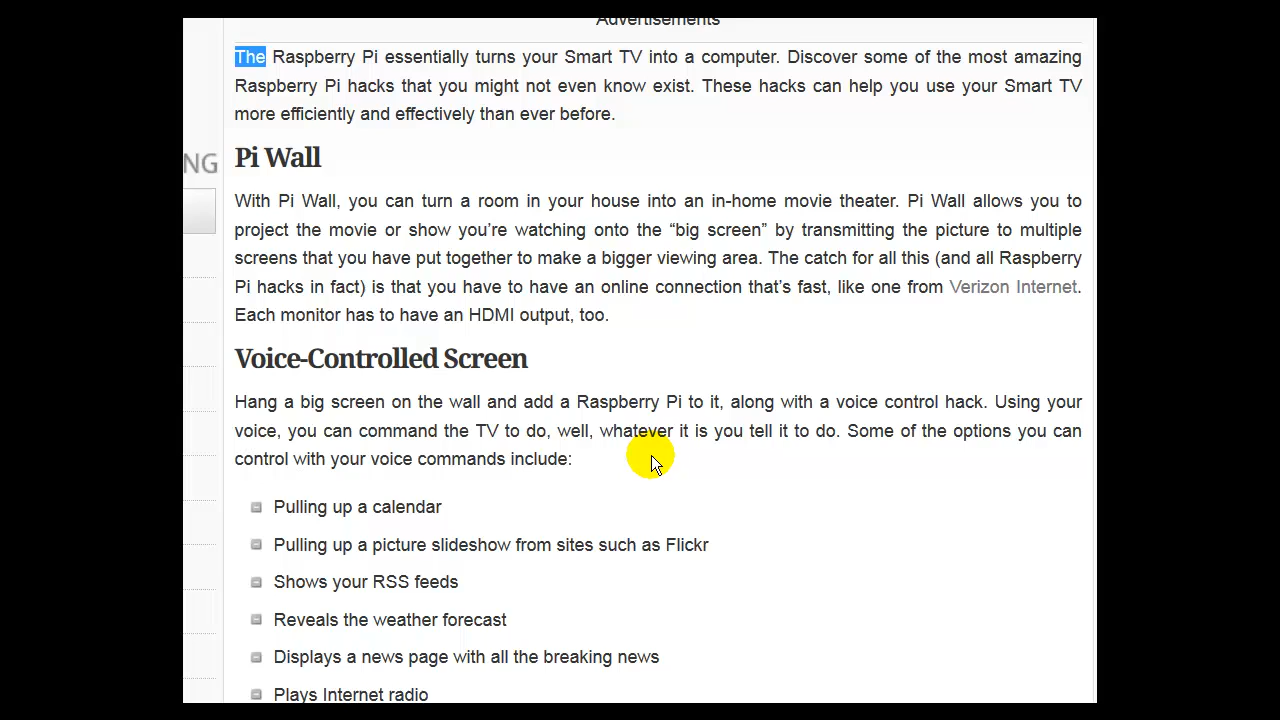 Advertisements
The Raspberry Pi essentially turns your Smart TV into a computer. Discover some of the most amazing
Raspberry Pi hacks that you might not even know exist. These hacks can help you use your Smart TV
more efficiently and effectively than ever before.
NG
Pi Wall
With Pi Wall, you can turn a room in your house into an in-home movie theater. Pi Wall allows you to
project the movie or show you’re watching onto the “big screen” by transmitting the picture to multiple
screens that you have put together to make a bigger viewing area. The catch for all this (and all Raspberry
Pi hacks in fact) is that you have to have an online connection that’s fast, like one from Verizon Internet.
Each monitor has to have an HDMI output, too.
Voice-Controlled Screen
Hang a big screen on the wall and add a Raspberry Pi to it, along with a voice control hack. Using your
voice, you can command the TV to do, well, whatever it is you tell it to do. Some of the options you can
control with your voice commands include:
Pulling up a calendar
Pulling up a picture slideshow from sites such as Flickr
Shows your RSS feeds
Reveals the weather forecast
Displays a news page with all the breaking news
Plays Internet radio